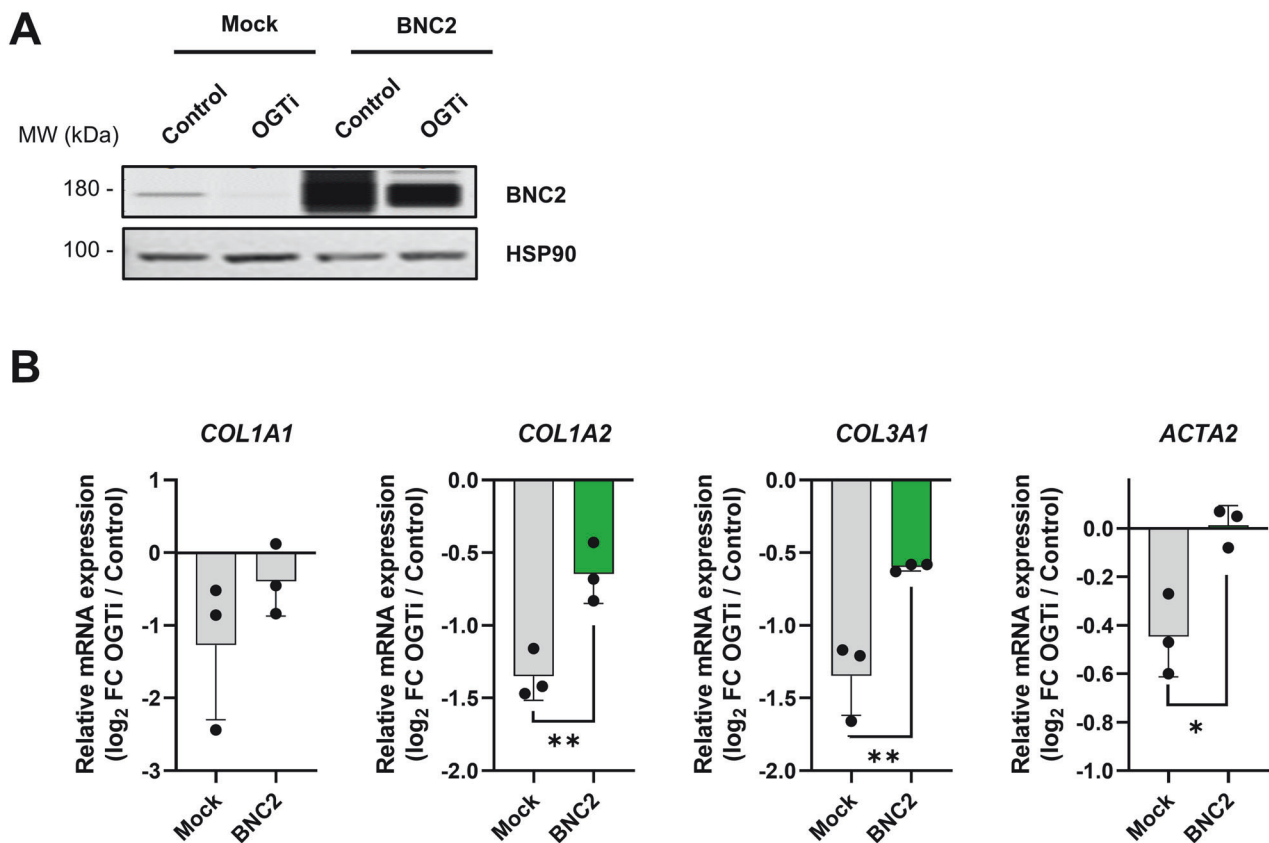 A
Mock
BNC2
Control
OGTi
Control
OGTi
MW (kDa)
180 -
BNC2
100 -
HSP90
B
COL1A1
Relative mRNA expression
(log₂ FC OGTi / Control)
1
0
-1
-2
-3
Mock
BNC2
COL1A2
Relative mRNA expression
(log₂ FC OGTi / Control)
0.0
-0.5
-1.0
-1.5
-2.0
**
Mock
BNC2
COL3A1
Relative mRNA expression
(log₂ FC OGTi / Control)
0.0
-0.5
-1.0
-1.5
-2.0
**
Mock
BNC2
ACTA2
Relative mRNA expression
(log₂ FC OGTi / Control)
0.0
-0.2
-0.4
-0.6
-0.8
-1.0
*
Mock
BNC2